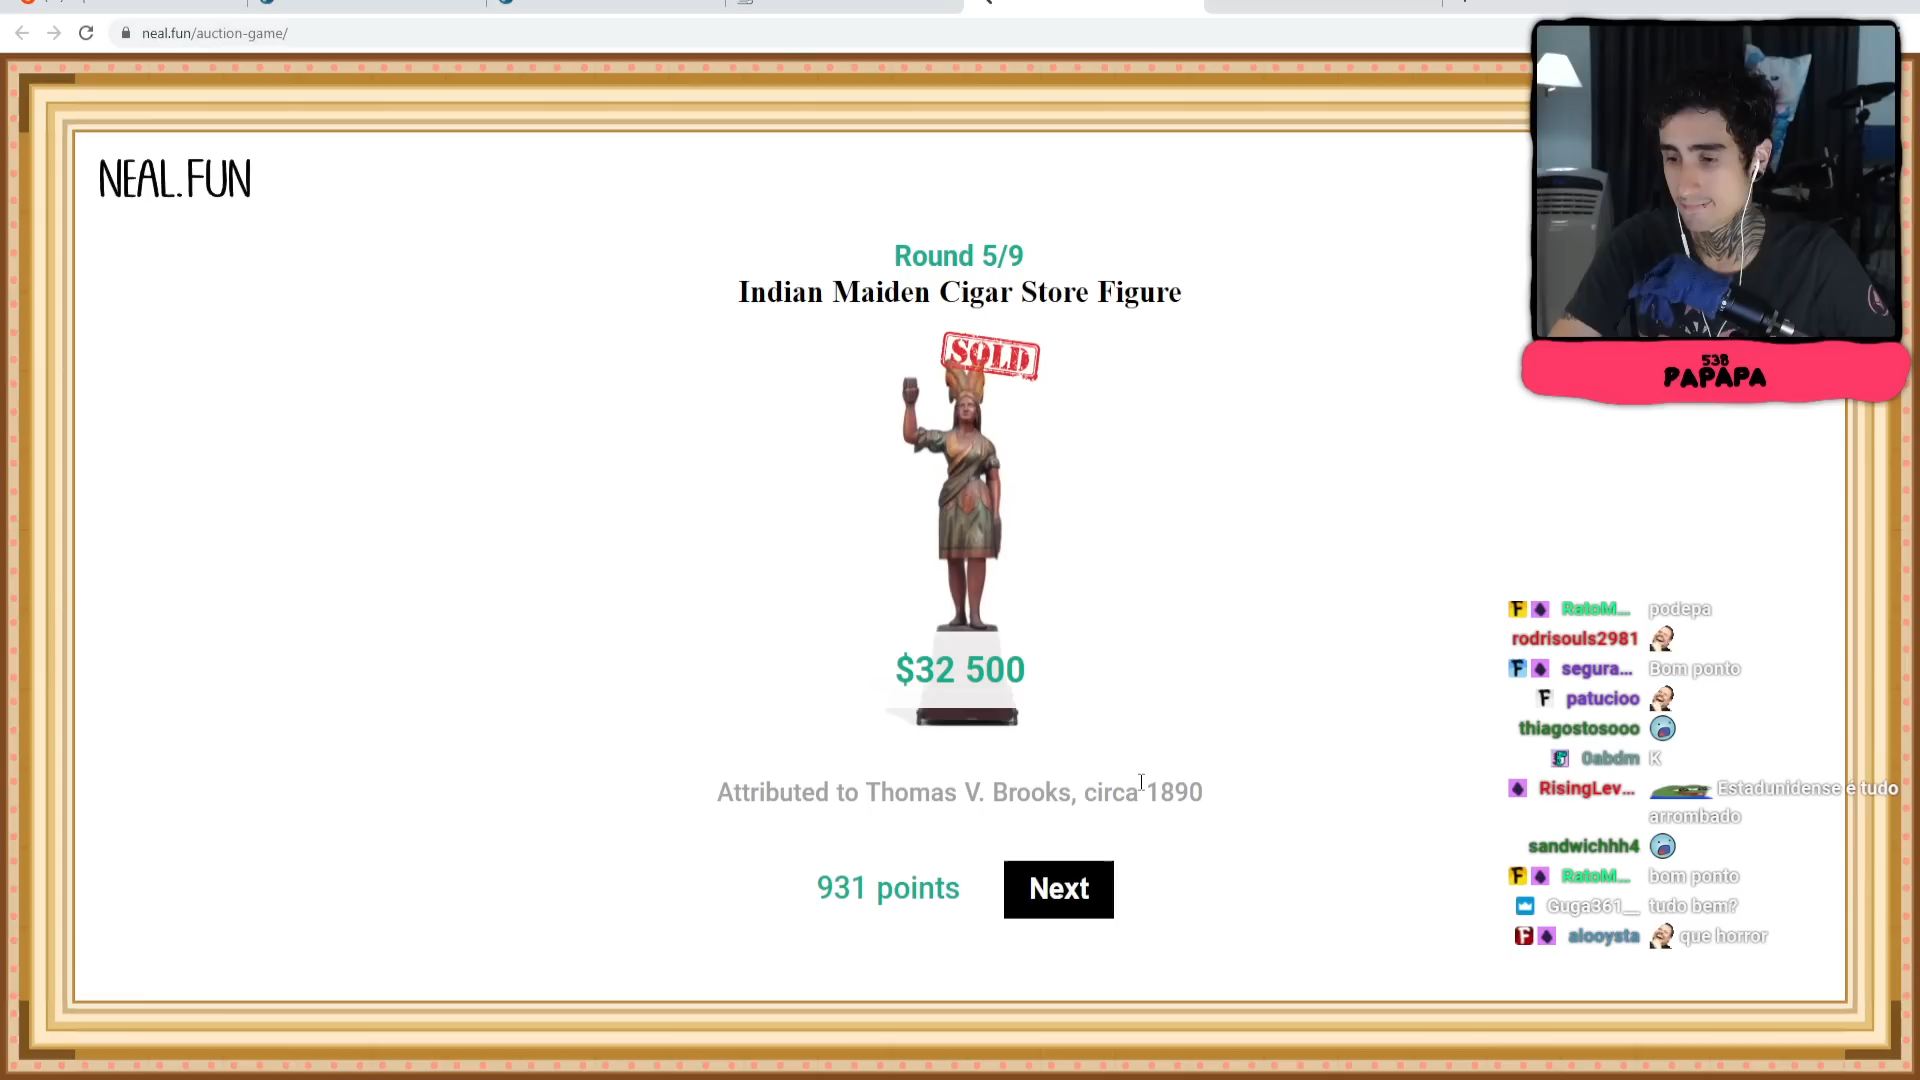 neal.fun/auction-game/
NEAL.FUN
Round 5/9
Indian Maiden Cigar Store Figure
SOLD
$32 500
Attributed to Thomas V. Brooks, circa 1890
931 points
Next
538
PAPAPA
RatoM... podepa
rodrisouls2981
segura... Bom ponto
patucioo
thiagostosooo
0abdm K
RisingLev... Estadunidense é tudo
arrombado
sandwichhh4
RatoM... bom ponto
Guga361__ tudo bem?
alooysta que horror